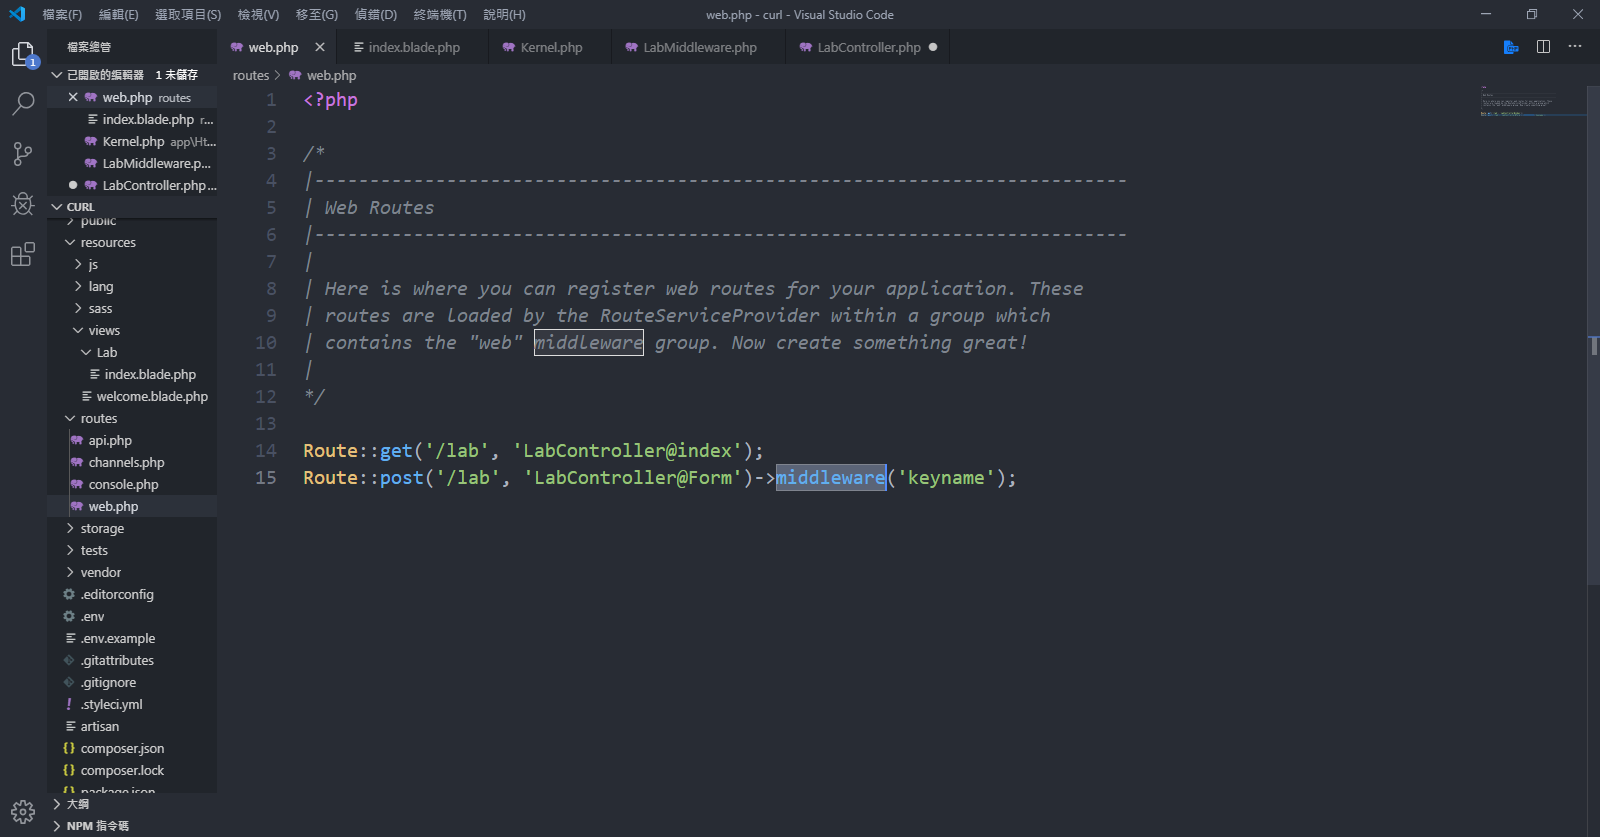 檔案(F) 編輯(E) 選取項目(S) 檢視(V) 移至(G) 偵錯(D) 終端機(T) 說明(H) web.php - curl - Visual Studio Code
檔案總管
web.php index.blade.php Kernel.php LabMiddleware.php LabController.php
1
已開啟的編輯器 1 未儲存
web.php routes
index.blade.php r...
Kernel.php app\Ht...
LabMiddleware.p...
LabController.php...
CURL
public
resources
js
lang
sass
views
Lab
index.blade.php
welcome.blade.php
routes
api.php
channels.php
console.php
web.php
storage
tests
vendor
.editorconfig
.env
.env.example
.gitattributes
.gitignore
.styleci.yml
artisan
composer.json
composer.lock
package.json
大綱
NPM 指令碼
routes > web.php
1 <?php
2
3 /*
4 |--------------------------------------------------------------------------
5 | Web Routes
6 |--------------------------------------------------------------------------
7 |
8 | Here is where you can register web routes for your application. These
9 | routes are loaded by the RouteServiceProvider within a group which
10 | contains the "web" middleware group. Now create something great!
11 |
12 */
13
14 Route::get('/lab', 'LabController@index');
15 Route::post('/lab', 'LabController@Form')->middleware('keyname');